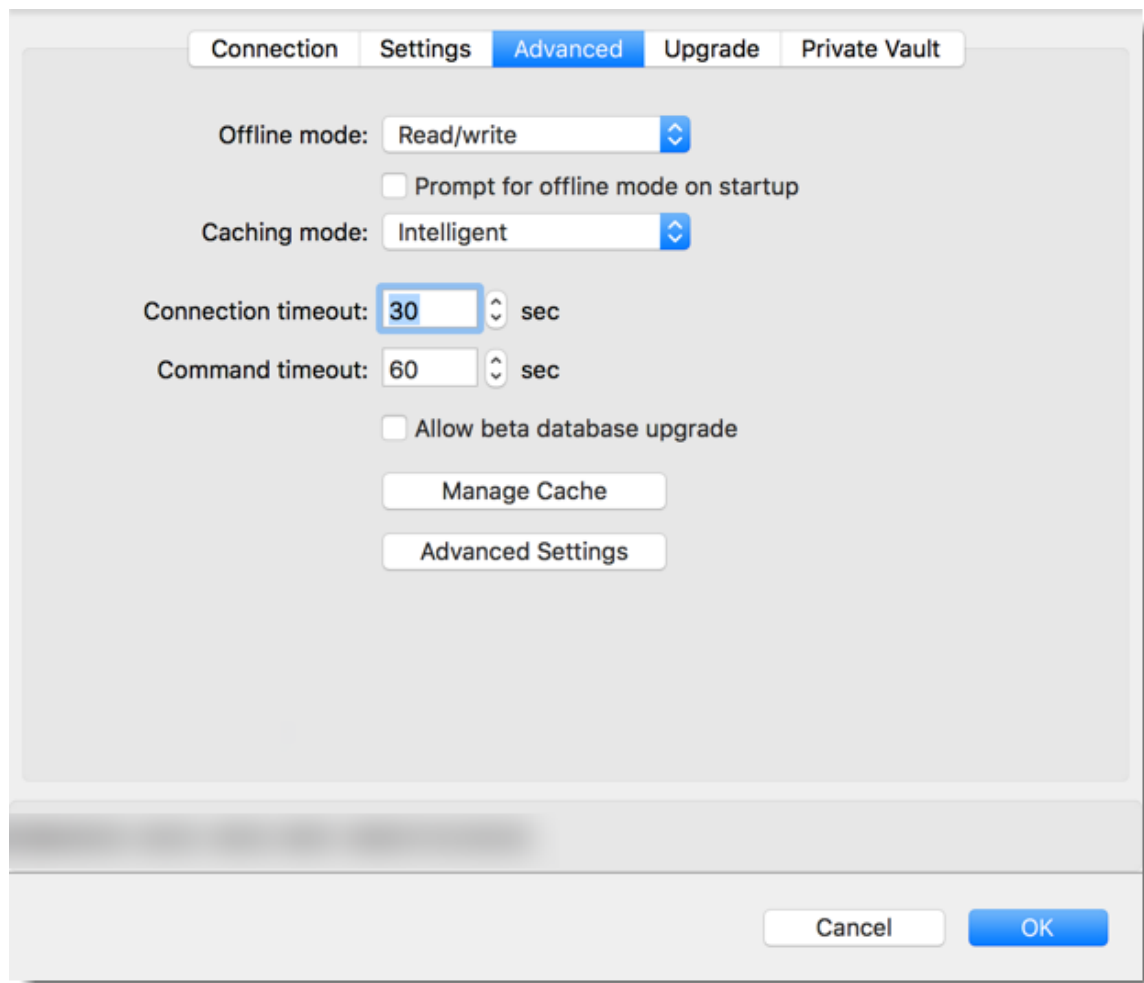 Connection Settings Advanced Upgrade Private Vault
Offline mode: Read/write
Prompt for offline mode on startup
Caching mode: Intelligent
Connection timeout: 30 sec
Command timeout: 60 sec
Allow beta database upgrade
Manage Cache
Advanced Settings
Cancel OK